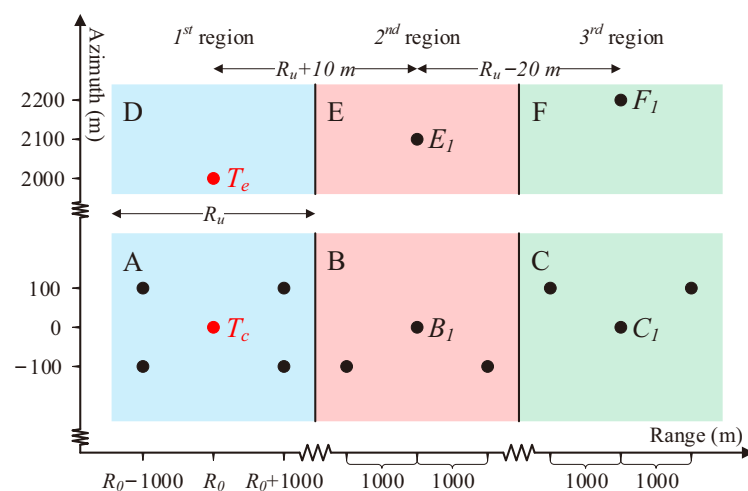 1st region 2nd region 3rd region
Azimuth (m)
Ru+10 m Ru−20 m
2200
2100
2000
D E F
F1
E1
Te
Ru
A B C
100
0
−100
Tc B1 C1
Range (m)
R0−1000 R0 R0+1000 1000 1000 1000 1000